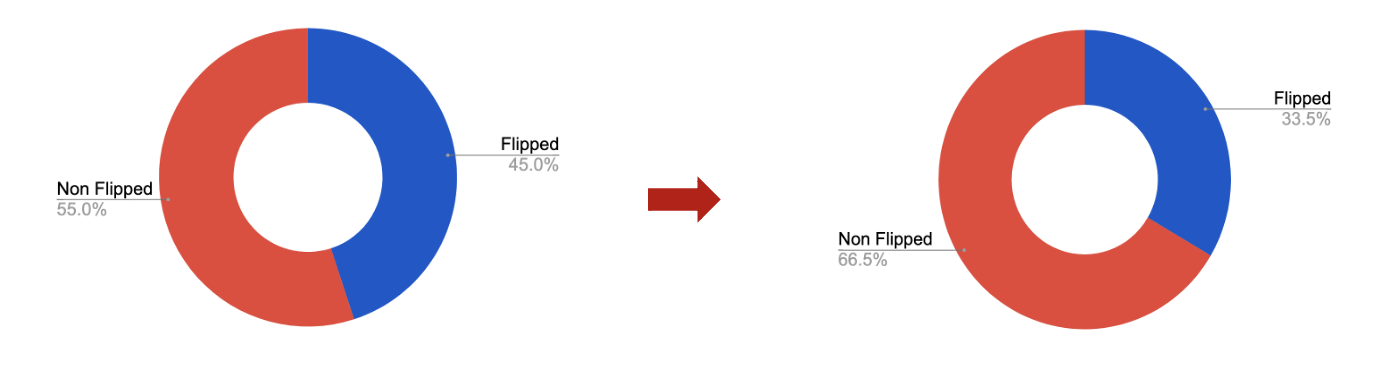 Flipped
45.0%
Non Flipped
55.0%
Flipped
33.5%
Non Flipped
66.5%